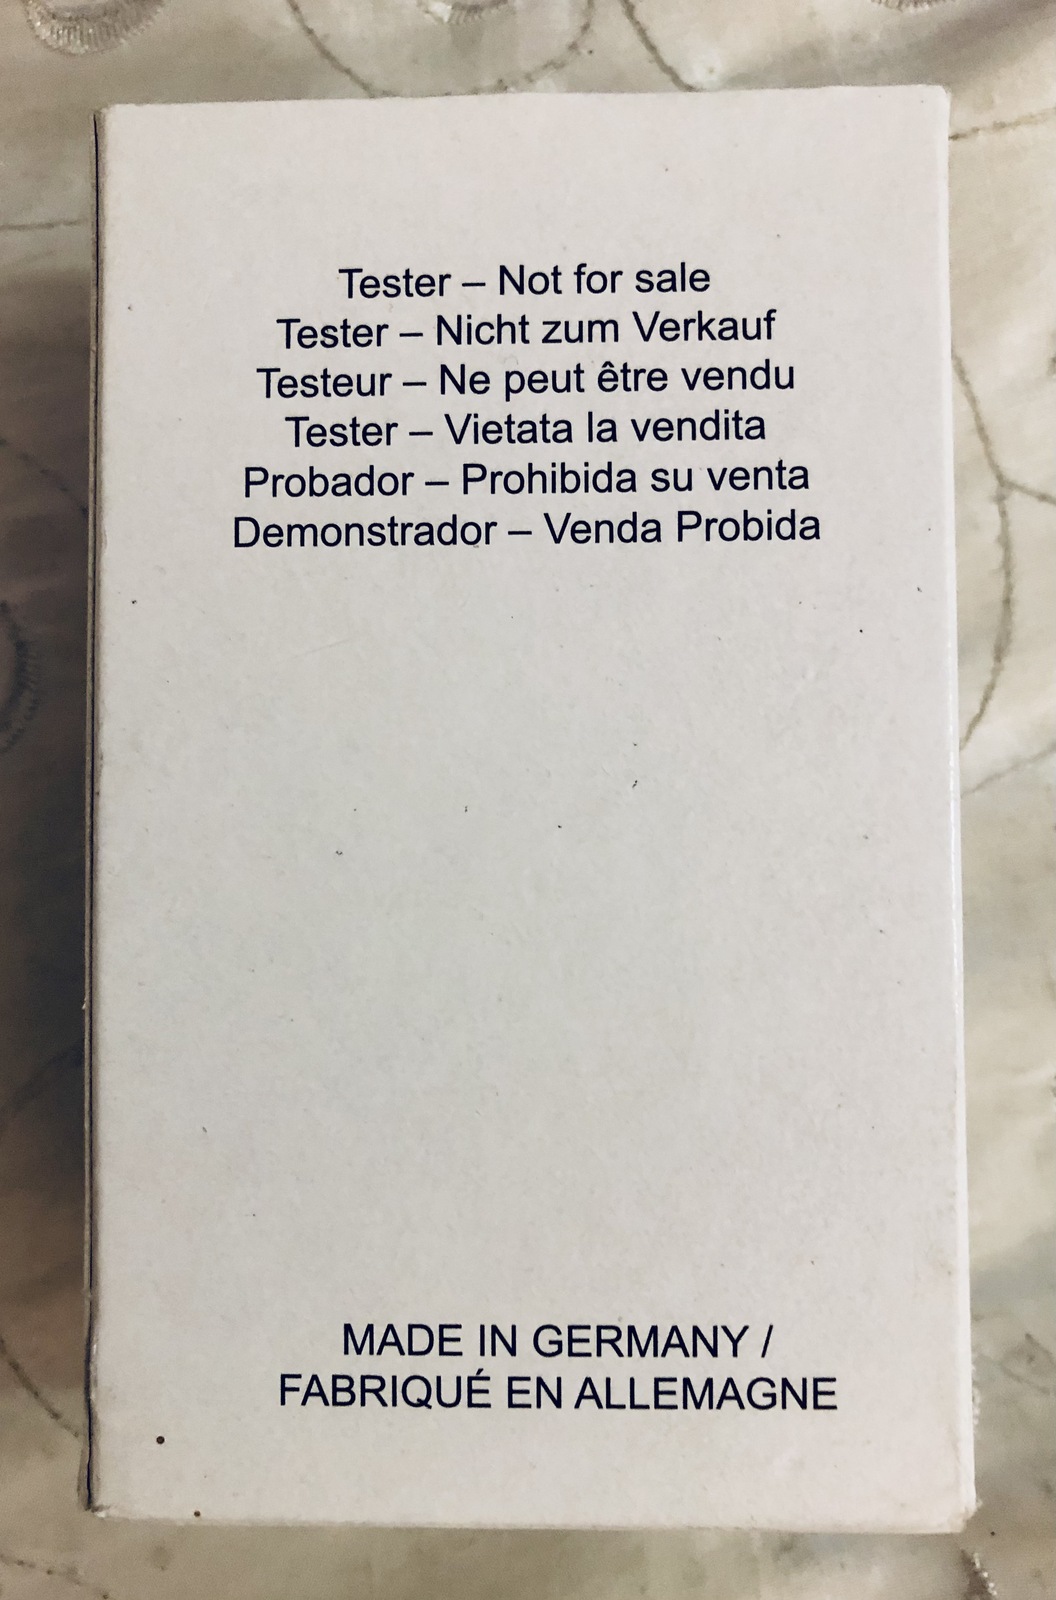 Tester – Not for sale
Tester – Nicht zum Verkauf
Testeur – Ne peut être vendu
Tester – Vietata la vendita
Probador – Prohibida su venta
Demonstrador – Venda Probida
MADE IN GERMANY /
FABRIQUÉ EN ALLEMAGNE